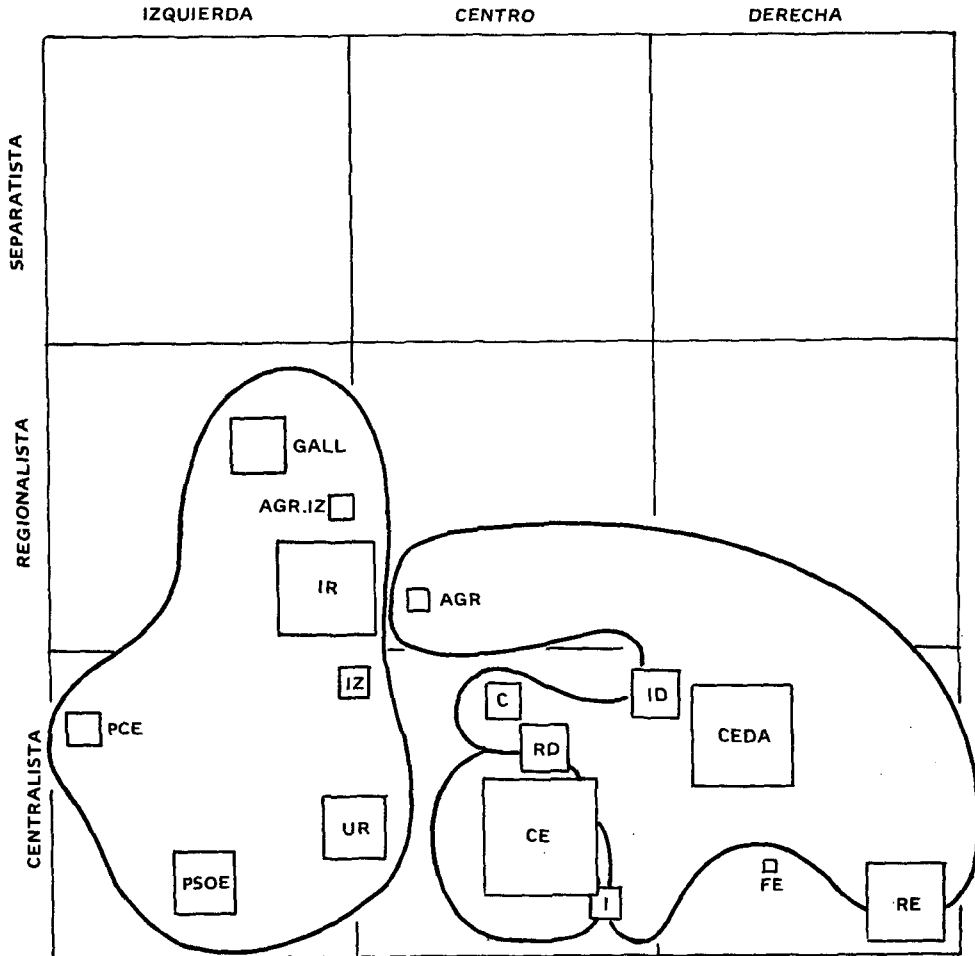 IZQUIERDA
CENTRO
DERECHA
SEPARATISTA
REGIONALISTA
CENTRALISTA
GALL
AGR.IZ
IR
AGR
IZ
ID
C
PCE
RD
CEDA
UR
CE
PSOE
FE
I
RE